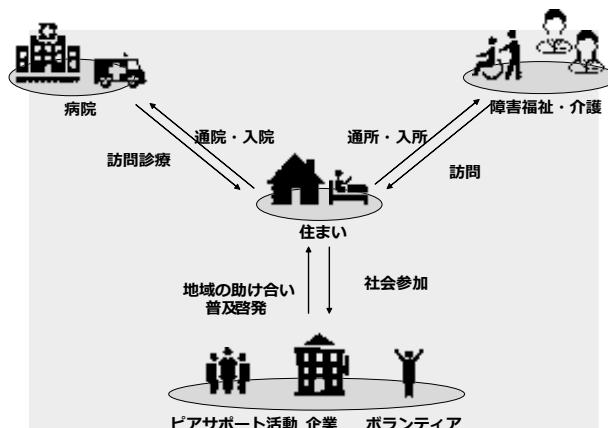 病院
障害福祉・介護
通院・入院
通所・入所
訪問診療
訪問
住まい
地域の助け合い
普及啓発
社会参加
ピアサポート活動 企業 ボランティア